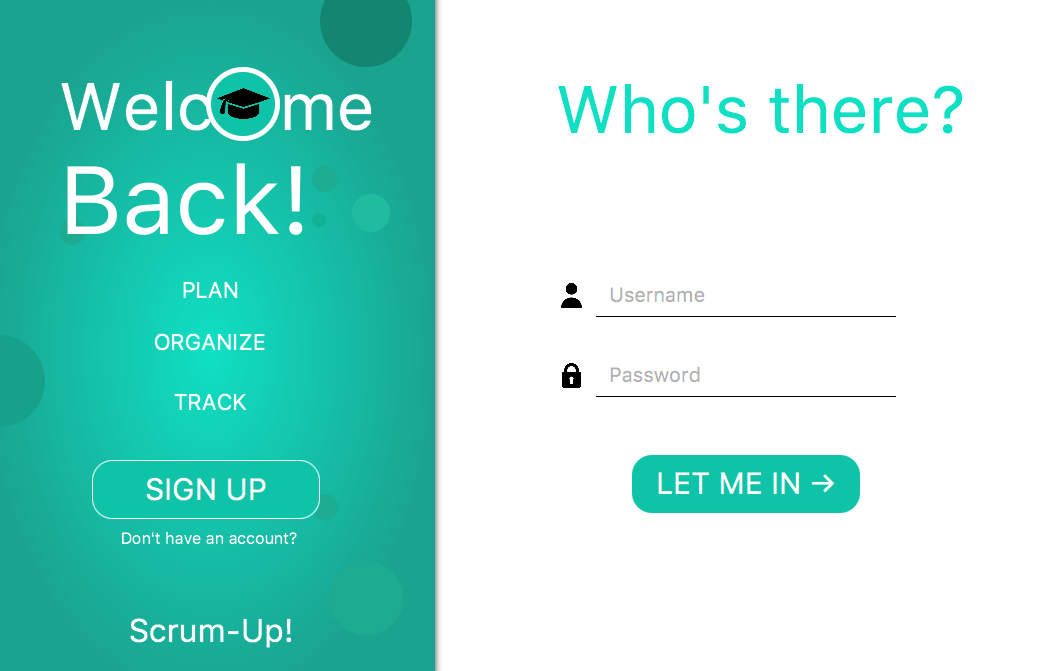 Welcome
Back!
PLAN
ORGANIZE
TRACK
SIGN UP
Don't have an account?
Scrum-Up!
Who's there?
Username
Password
LET ME IN →